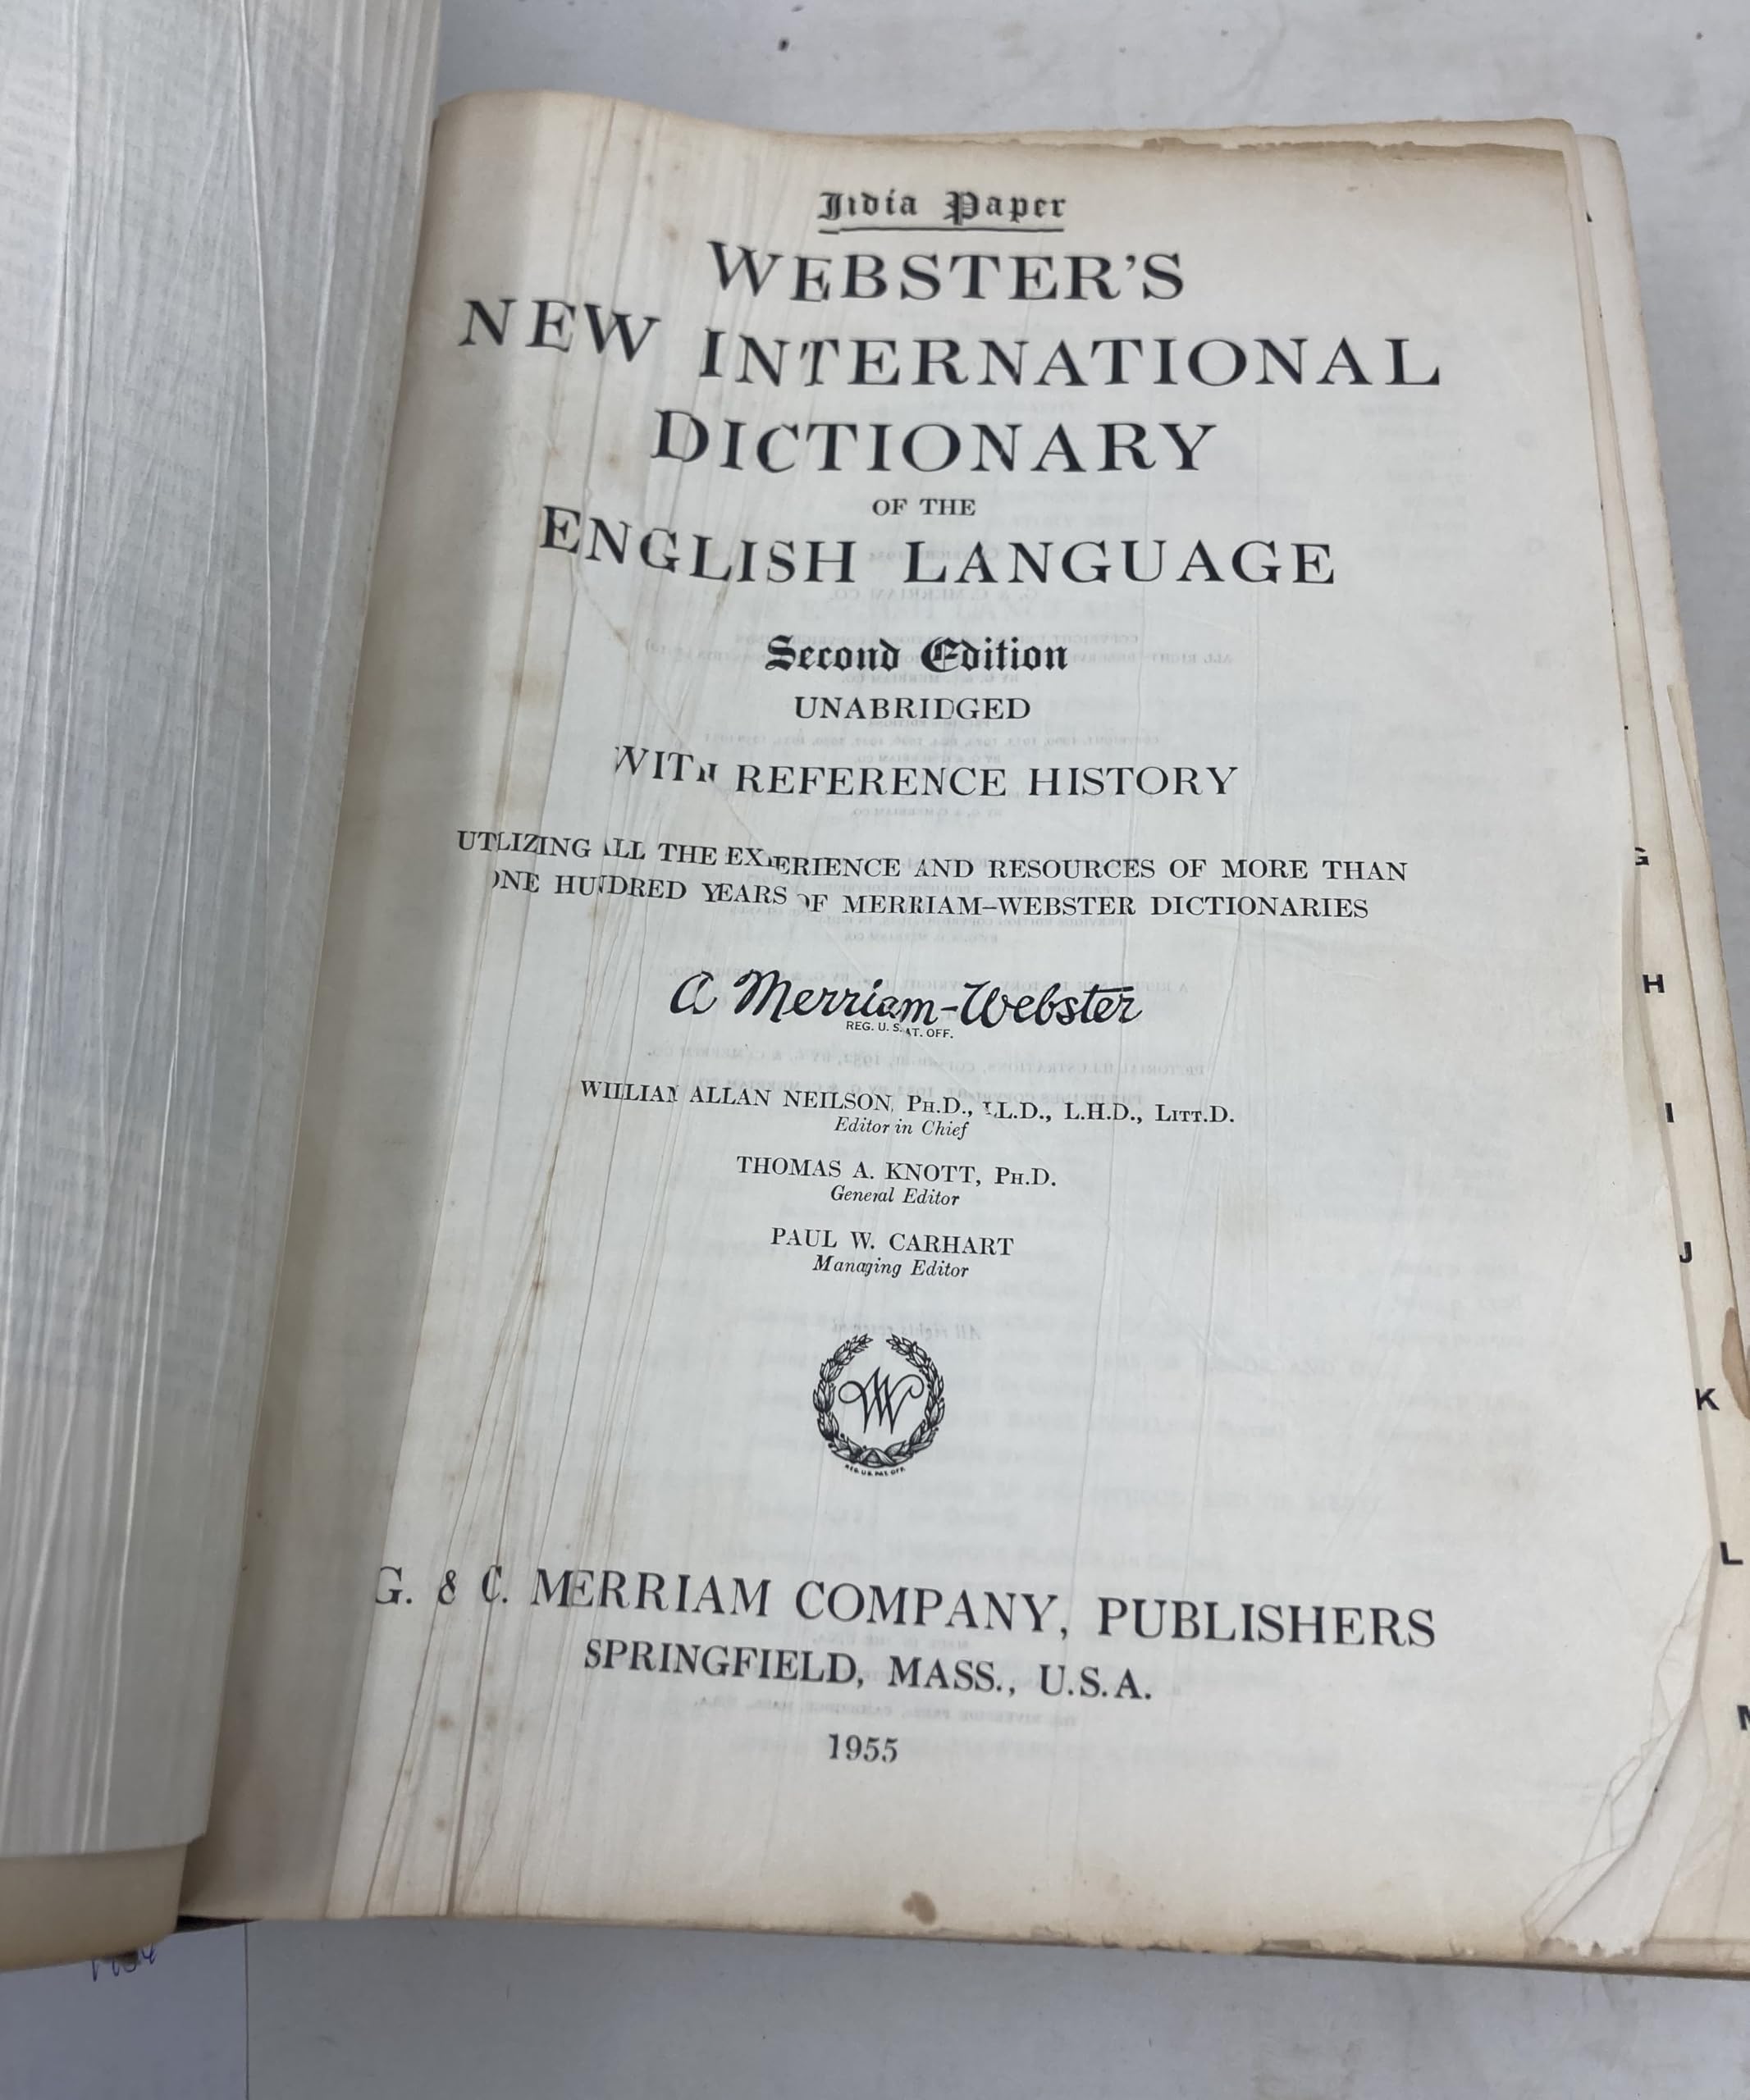 India Paper
WEBSTER'S
NEW INTERNATIONAL
DICTIONARY
OF THE
ENGLISH LANGUAGE
Second Edition
UNABRIDGED
WITH REFERENCE HISTORY
UTILIZING ALL THE EXPERIENCE AND RESOURCES OF MORE THAN
ONE HUNDRED YEARS OF MERRIAM–WEBSTER DICTIONARIES
A Merriam-Webster
REG. U. S. PAT. OFF.
WILLIAM ALLAN NEILSON, PH.D., LL.D., L.H.D., LITT.D.
Editor in Chief
THOMAS A. KNOTT, PH.D.
General Editor
PAUL W. CARHART
Managing Editor
W
REG. U.S. PAT. OFF.
G. & C. MERRIAM COMPANY, PUBLISHERS
SPRINGFIELD, MASS., U.S.A.
1955
G
H
I
J
K
L
M